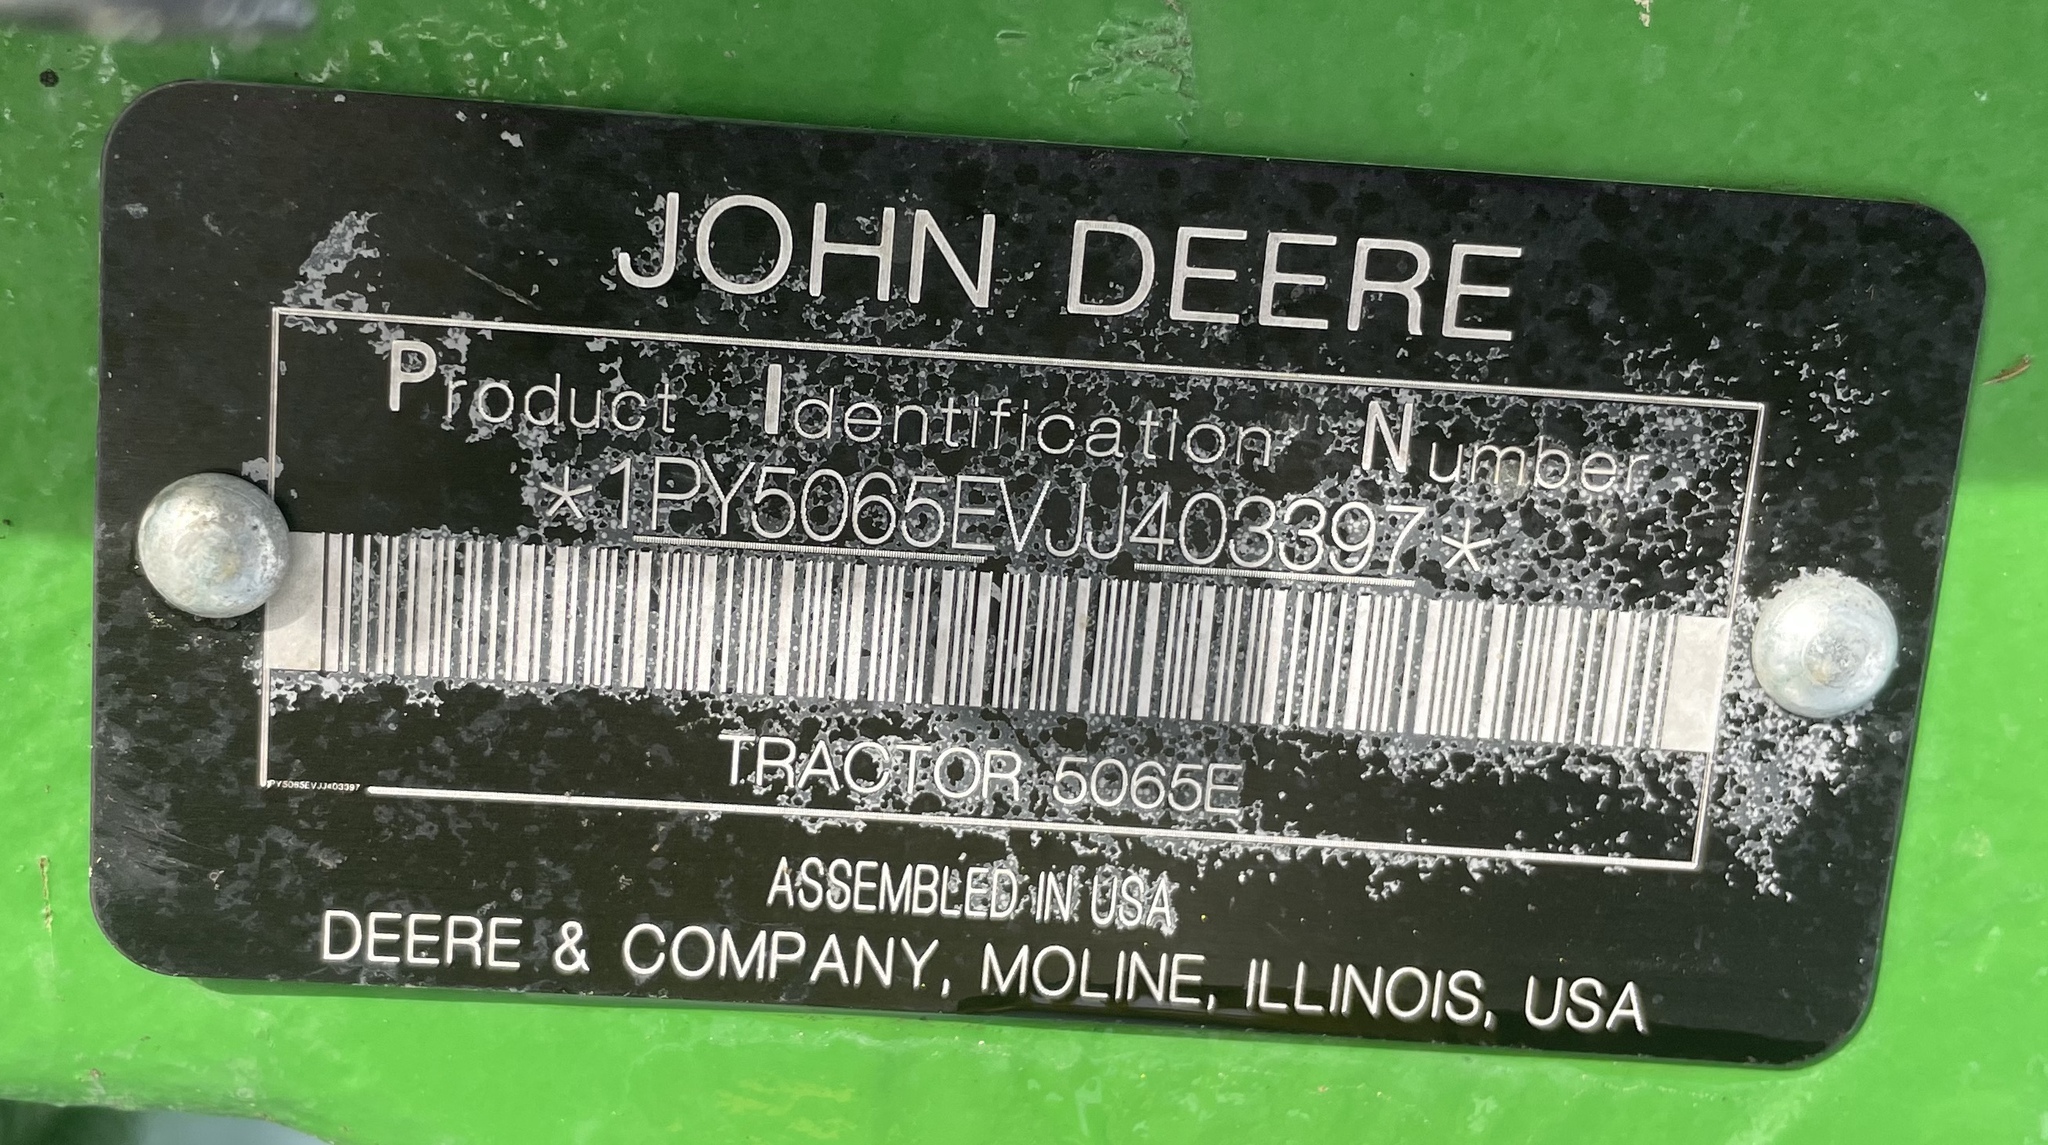 JOHN DEERE
Product Identification Number
*1PY5065EVJJ403397*
TRACTOR 5065E
1PY5065EVJJ403397
ASSEMBLED IN USA
DEERE & COMPANY, MOLINE, ILLINOIS, USA